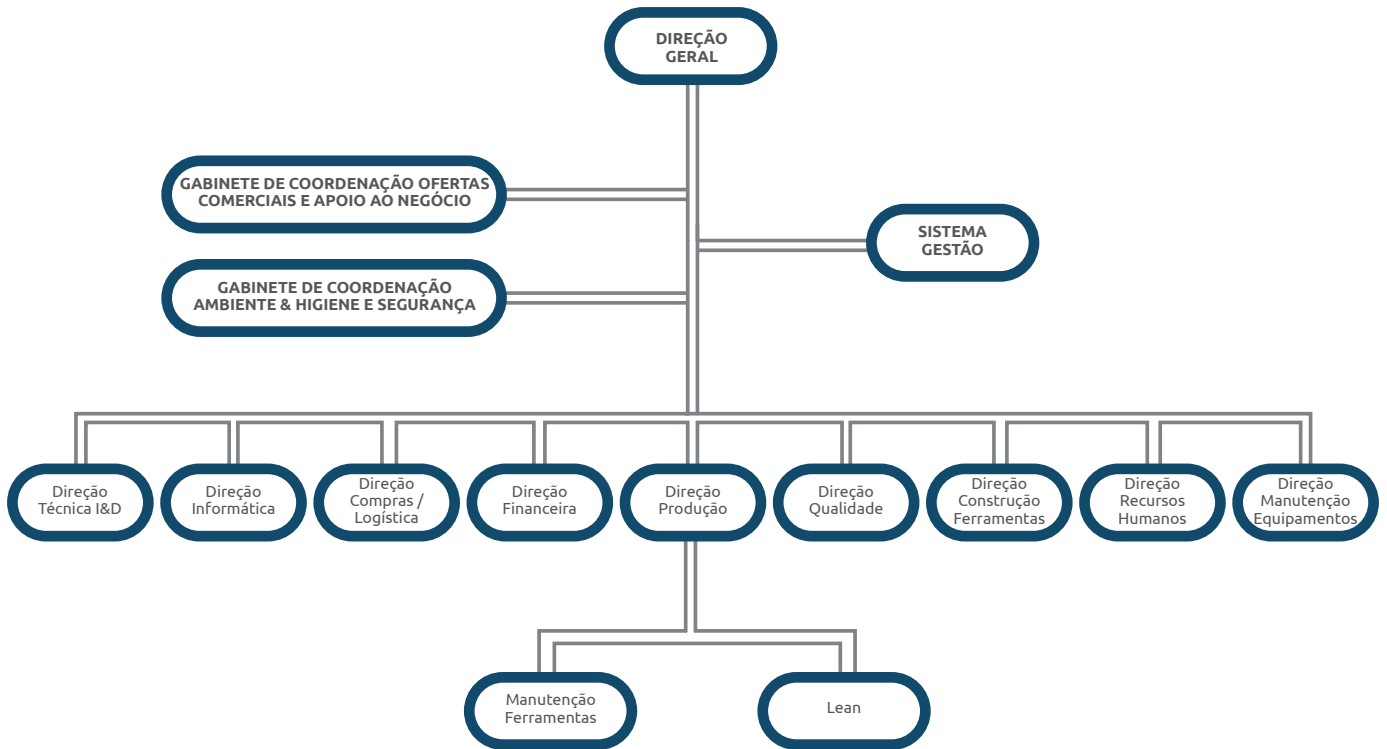 DIREÇÃO
GERAL
GABINETE DE COORDENAÇÃO OFERTAS
COMERCIAIS E APOIO AO NEGÓCIO
SISTEMA
GESTÃO
GABINETE DE COORDENAÇÃO
AMBIENTE & HIGIENE E SEGURANÇA
Direção
Técnica I&D
Direção
Informática
Direção
Compras /
Logística
Direção
Financeira
Direção
Produção
Direção
Qualidade
Direção
Construção
Ferramentas
Direção
Recursos
Humanos
Direção
Manutenção
Equipamentos
Manutenção
Ferramentas
Lean